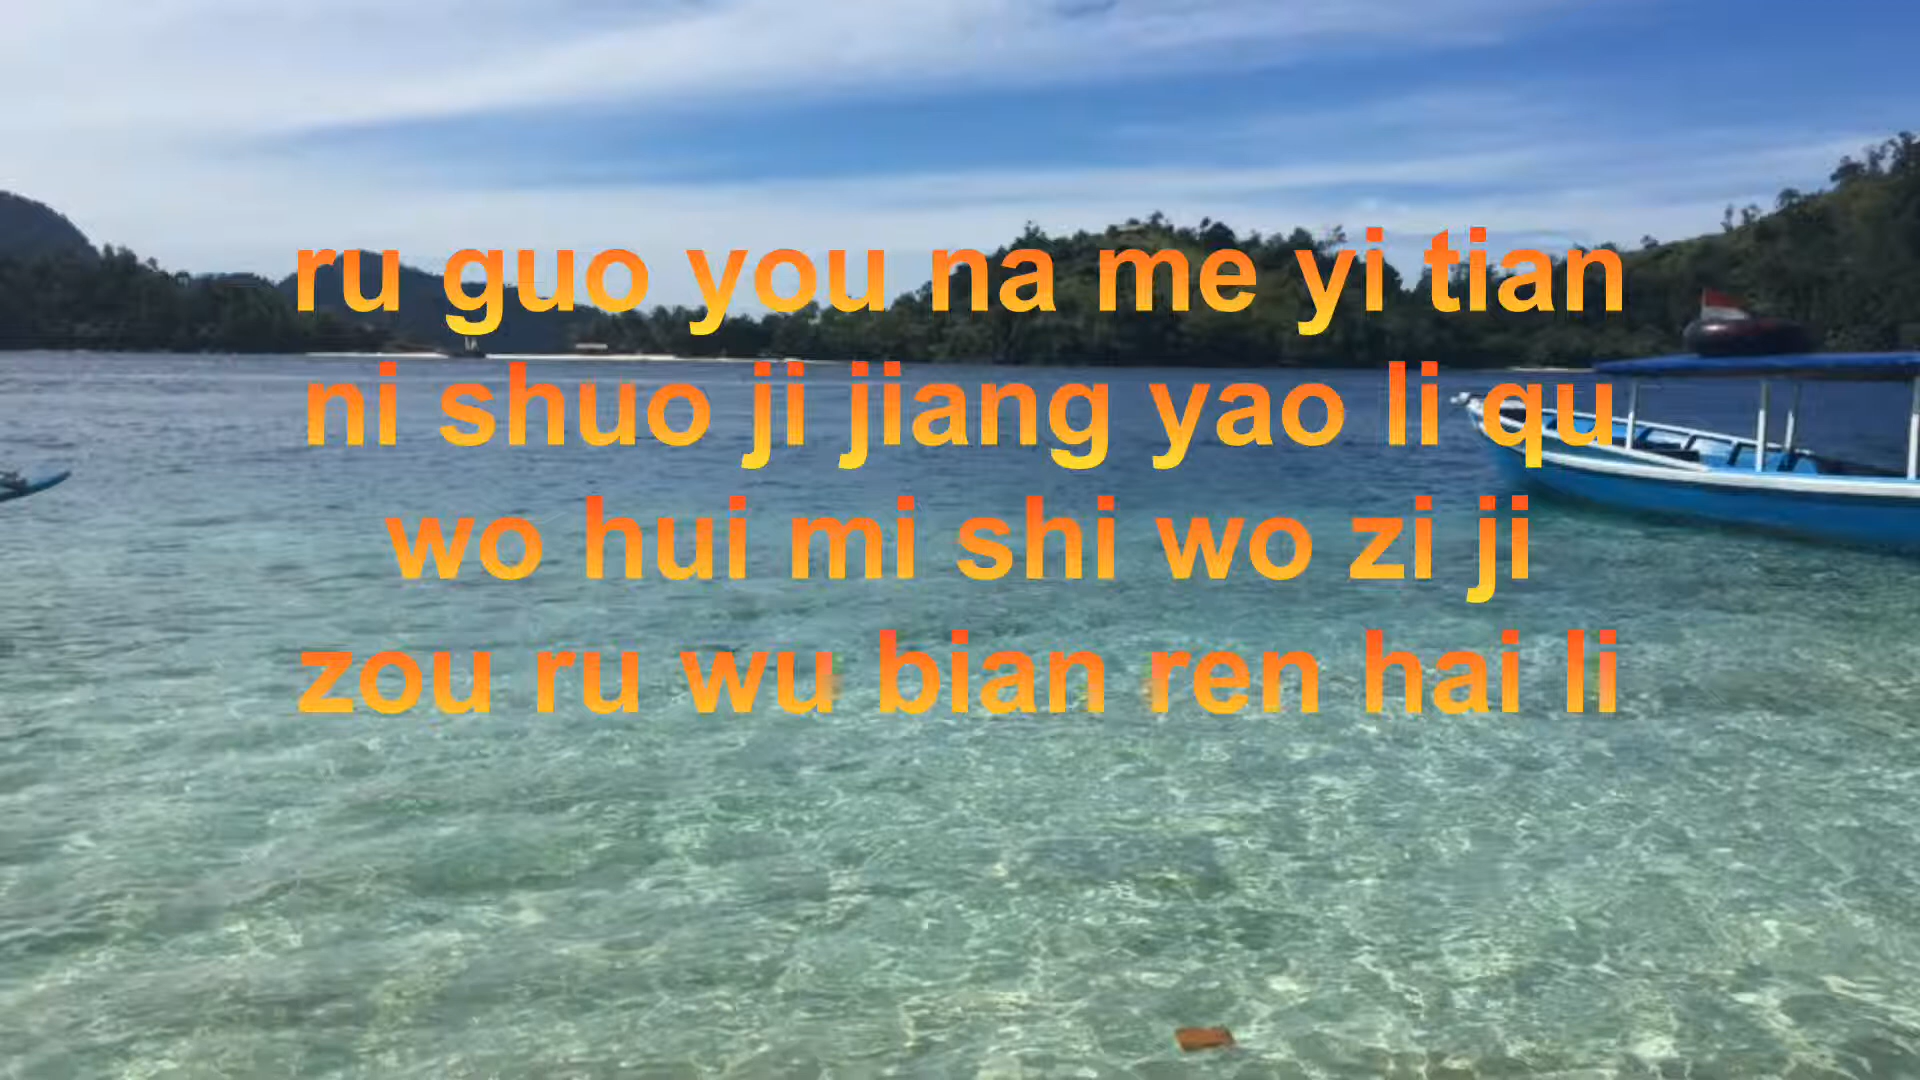 ru guo you na me yi tian
ni shuo ji jiang yao li qu
wo hui mi shi wo zi ji
zou ru wu bian ren hai li